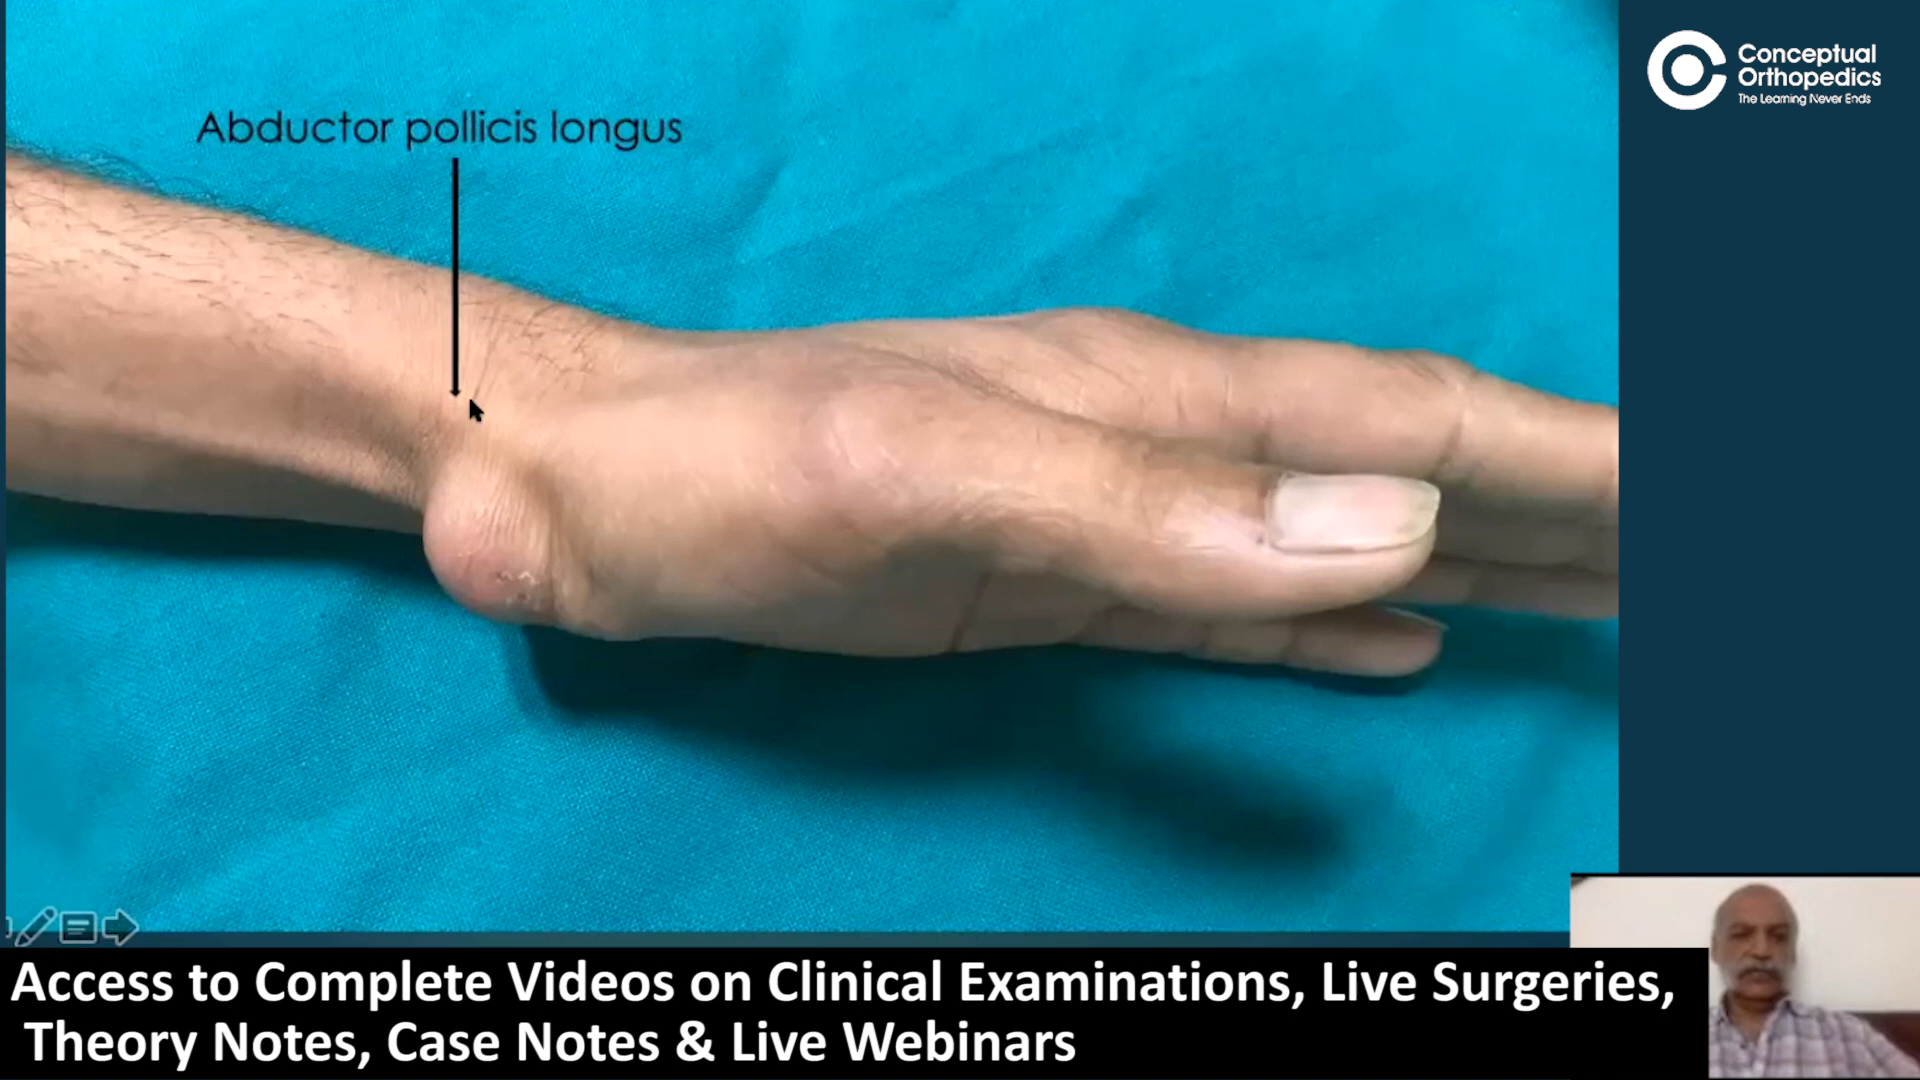 Conceptual
Orthopedics
The Learning Never Ends
Abductor pollicis longus
Access to Complete Videos on Clinical Examinations, Live Surgeries,
Theory Notes, Case Notes & Live Webinars